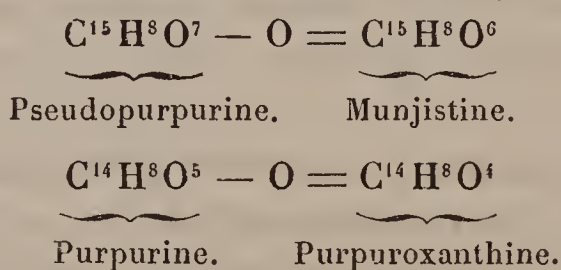 C¹⁵H⁸O⁷ — O = C¹⁵H⁸O⁶
Pseudopurpurine. Munjistine.
C¹⁴H⁸O⁵ — O = C¹⁴H⁸O⁴
Purpurine. Purpuroxanthine.